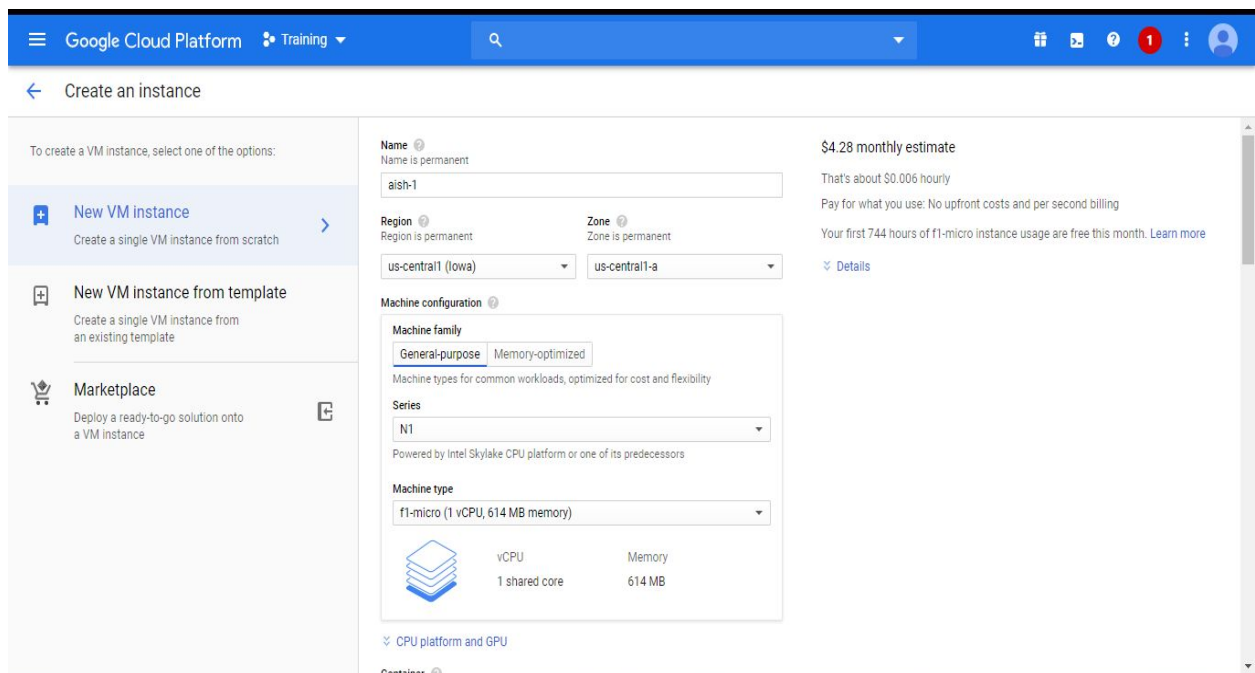 Google Cloud Platform Training
1
Create an instance
To create a VM instance, select one of the options:
New VM instance
Create a single VM instance from scratch
New VM instance from template
Create a single VM instance from
an existing template
Marketplace
Deploy a ready-to-go solution onto
a VM instance
Name
Name is permanent
aish-1
Region
Region is permanent
us-central1 (Iowa)
Zone
Zone is permanent
us-central1-a
Machine configuration
Machine family
General-purpose Memory-optimized
Machine types for common workloads, optimized for cost and flexibility
Series
N1
Powered by Intel Skylake CPU platform or one of its predecessors
Machine type
f1-micro (1 vCPU, 614 MB memory)
vCPU Memory
1 shared core 614 MB
CPU platform and GPU
Container
$4.28 monthly estimate
That's about $0.006 hourly
Pay for what you use: No upfront costs and per second billing
Your first 744 hours of f1-micro instance usage are free this month. Learn more
Details